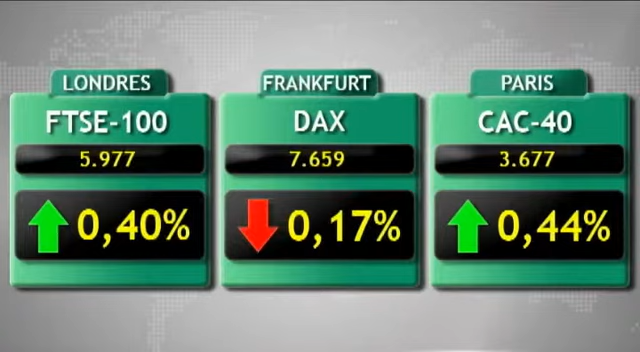 LONDRES
FTSE-100
5.977
0,40%
FRANKFURT
DAX
7.659
0,17%
PARIS
CAC-40
3.677
0,44%